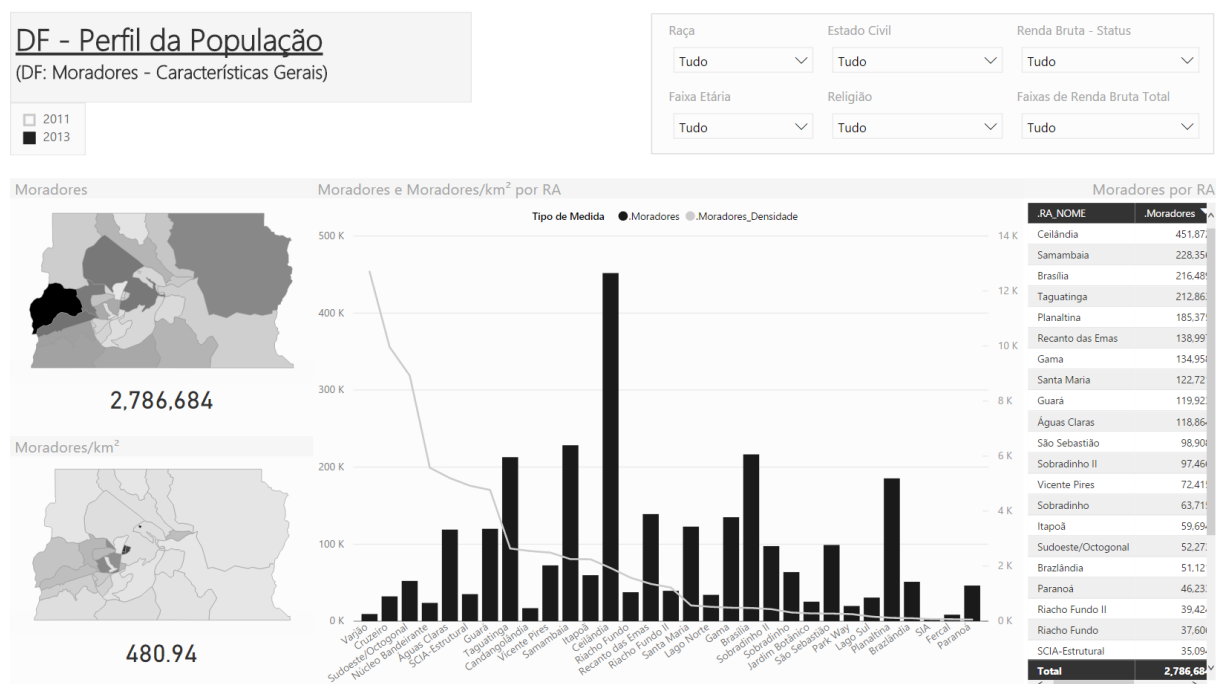 DF - Perfil da População
(DF: Moradores - Características Gerais)
2011
2013
Raça
Estado Civil
Renda Bruta - Status
Tudo
Tudo
Tudo
Faixa Etária
Religião
Faixas de Renda Bruta Total
Tudo
Tudo
Tudo
Moradores
2,786,684
Moradores/km²
480.94
Moradores e Moradores/km² por RA
Tipo de Medida .Moradores .Moradores_Densidade
500 K
400 K
300 K
200 K
100 K
0 K
14 K
12 K
10 K
8 K
6 K
4 K
2 K
0 K
Varjão
Cruzeiro
Sudoeste/Octogonal
Núcleo Bandeirante
Águas Claras
SCIA-Estrutural
Guará
Taguatinga
Candangolândia
Vicente Pires
Samambaia
Itapoã
Ceilândia
Riacho Fundo
Recanto das Emas
Riacho Fundo II
Santa Maria
Lago Norte
Gama
Brasília
Sobradinho II
Sobradinho
Jardim Botânico
São Sebastião
Park Way
Lago Sul
Planaltina
Brazlândia
SIA
Fercal
Paranoá
Moradores por RA
.RA_NOME .Moradores
Ceilândia 451,872
Samambaia 228,356
Brasília 216,489
Taguatinga 212,863
Planaltina 185,375
Recanto das Emas 138,997
Gama 134,958
Santa Maria 122,721
Guará 119,923
Águas Claras 118,864
São Sebastião 98,908
Sobradinho II 97,466
Vicente Pires 72,415
Sobradinho 63,715
Itapoã 59,694
Sudoeste/Octogonal 52,273
Brazlândia 51,121
Paranoá 46,233
Riacho Fundo II 39,424
Riacho Fundo 37,606
SCIA-Estrutural 35,094
Total 2,786,684